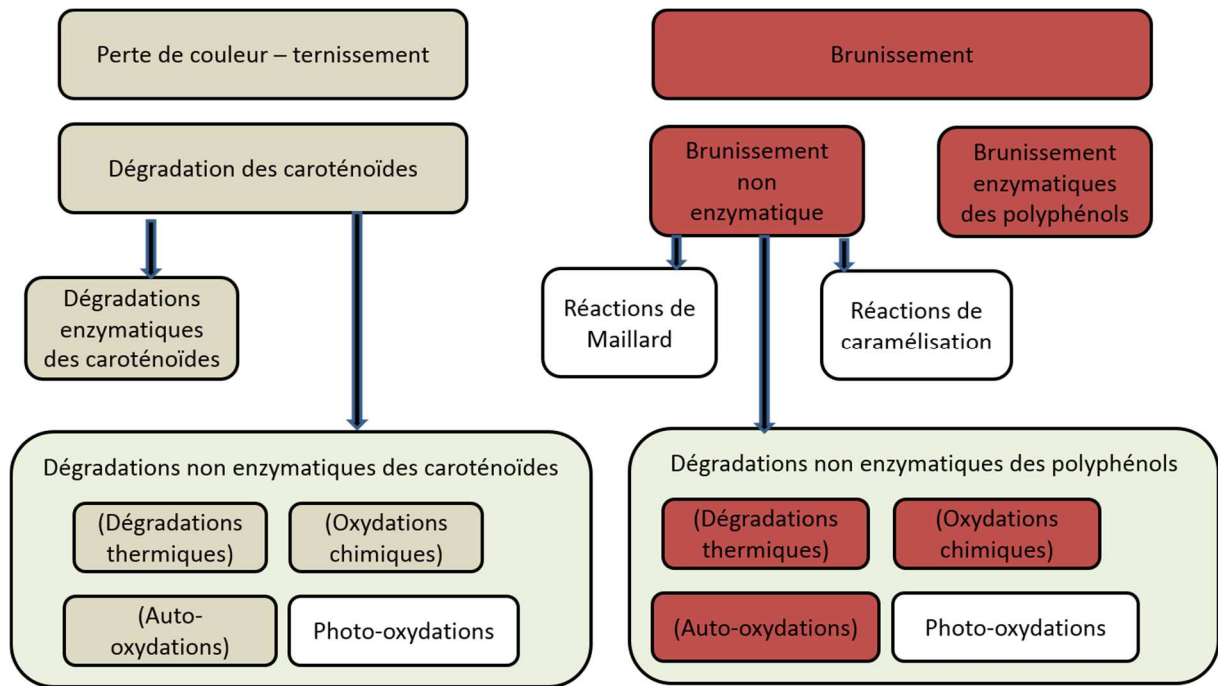 Perte de couleur – ternissement
Dégradation des caroténoïdes
Dégradations
enzymatiques
des caroténoïdes
Dégradations non enzymatiques des caroténoïdes
(Dégradations
thermiques)
(Oxydations
chimiques)
(Auto-
oxydations)
Photo-oxydations
Brunissement
Brunissement
non
enzymatique
Brunissement
enzymatiques
des polyphénols
Réactions de
Maillard
Réactions de
caramélisation
Dégradations non enzymatiques des polyphénols
(Dégradations
thermiques)
(Oxydations
chimiques)
(Auto-oxydations)
Photo-oxydations